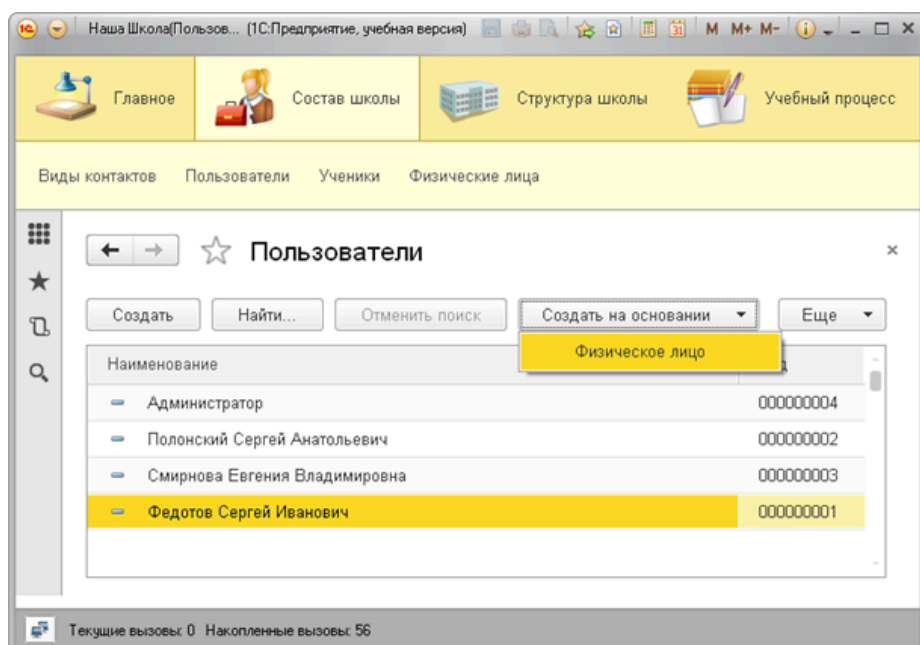 Наша Школа(Пользов... (1С:Предприятие, учебная версия) M M+ M-
Главное Состав школы Структура школы Учебный процесс
Виды контактов Пользователи Ученики Физические лица
Пользователи
Создать Найти... Отменить поиск Создать на основании Еще
Физическое лицо
Наименование
Администратор 000000004
Полонский Сергей Анатольевич 000000002
Смирнова Евгения Владимировна 000000003
Федотов Сергей Иванович 000000001
Текущие вызовы: 0 Накопленные вызовы: 56